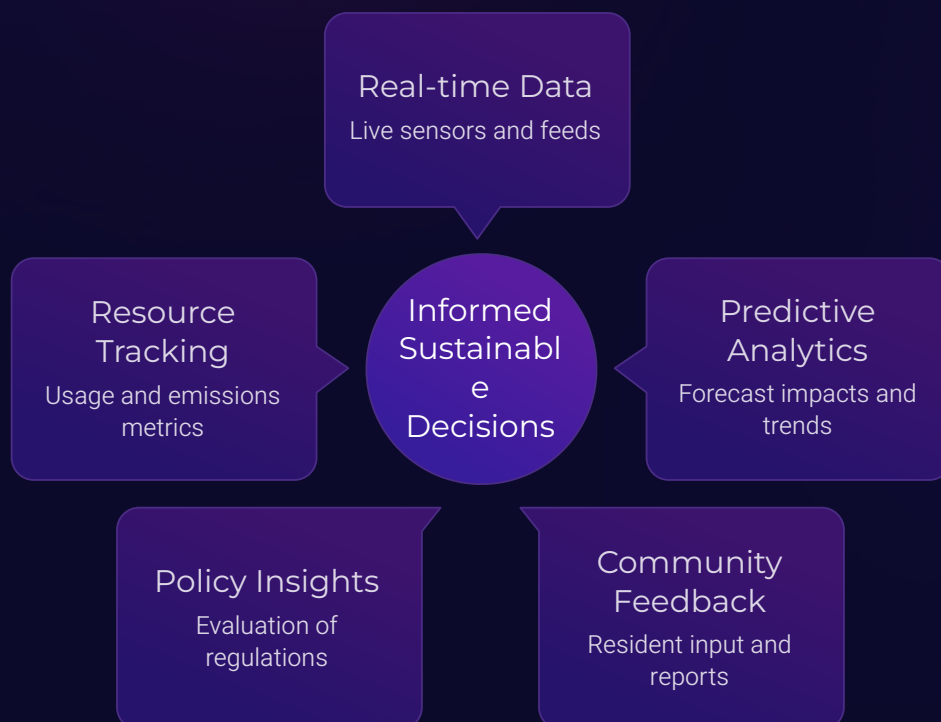 Real-time Data
Live sensors and feeds
Resource
Tracking
Usage and emissions
metrics
Informed
Sustainabl
e
Decisions
Predictive
Analytics
Forecast impacts and
trends
Policy Insights
Evaluation of
regulations
Community
Feedback
Resident input and
reports